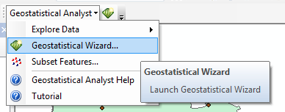 Geostatistical Analyst
Explore Data
Geostatistical Wizard...
Subset Features...
Geostatistical Analyst Help
Tutorial
Geostatistical Wizard
Launch Geostatistical Wizard